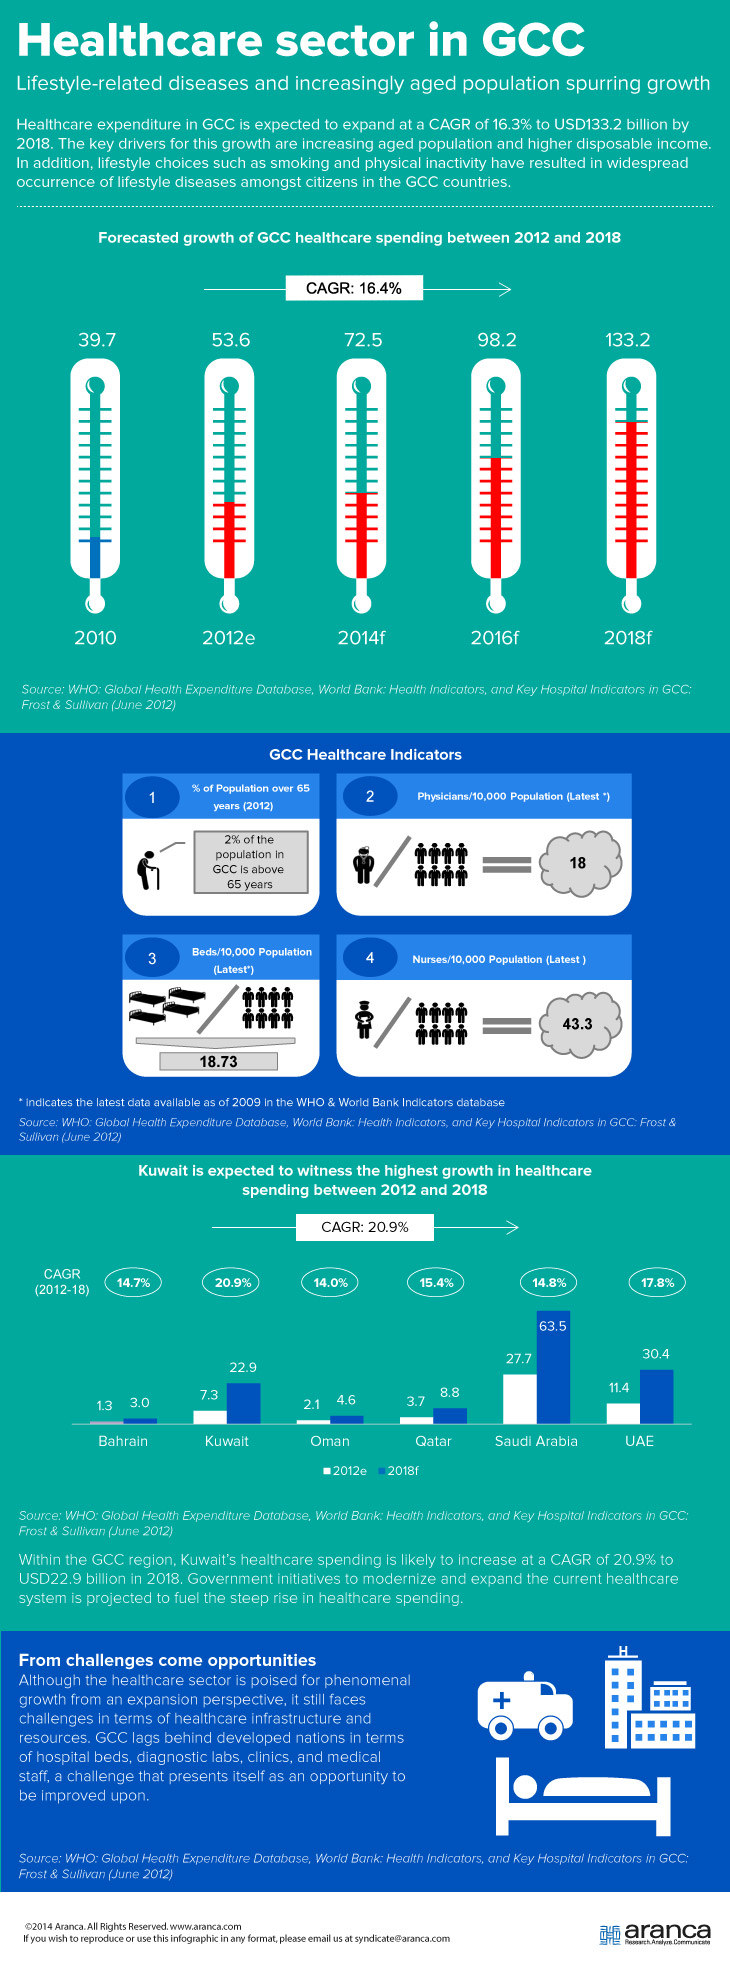 Healthcare sector in GCC
Lifestyle-related diseases and increasingly aged population spurring growth
Healthcare expenditure in GCC is expected to expand at a CAGR of 16.3% to USD133.2 billion by
2018. The key drivers for this growth are increasing aged population and higher disposable income.
In addition, lifestyle choices such as smoking and physical inactivity have resulted in widespread
occurrence of lifestyle diseases amongst citizens in the GCC countries.
Forecasted growth of GCC healthcare spending between 2012 and 2018
CAGR: 16.4%
39.7 53.6 72.5 98.2 133.2
2010 2012e 2014f 2016f 2018f
Source: WHO: Global Health Expenditure Database, World Bank: Health Indicators, and Key Hospital Indicators in GCC:
Frost & Sullivan (June 2012)
GCC Healthcare Indicators
1
% of Population over 65
years (2012)
2% of the
population in
GCC is above
65 years
2
Physicians/10,000 Population (Latest *)
18
3
Beds/10,000 Population
(Latest*)
18.73
4
Nurses/10,000 Population (Latest )
43.3
* indicates the latest data available as of 2009 in the WHO & World Bank Indicators database
Source: WHO: Global Health Expenditure Database, World Bank: Health Indicators, and Key Hospital Indicators in GCC: Frost &
Sullivan (June 2012)
Kuwait is expected to witness the highest growth in healthcare
spending between 2012 and 2018
CAGR: 20.9%
CAGR
(2012-18)
14.7% 20.9% 14.0% 15.4% 14.8% 17.8%
1.3 3.0 7.3 22.9 2.1 4.6 3.7 8.8 27.7 63.5 11.4 30.4
Bahrain Kuwait Oman Qatar Saudi Arabia UAE
2012e 2018f
Source: WHO: Global Health Expenditure Database, World Bank: Health Indicators, and Key Hospital Indicators in GCC:
Frost & Sullivan (June 2012)
Within the GCC region, Kuwait's healthcare spending is likely to increase at a CAGR of 20.9% to
USD22.9 billion in 2018. Government initiatives to modernize and expand the current healthcare
system is projected to fuel the steep rise in healthcare spending.
From challenges come opportunities
Although the healthcare sector is poised for phenomenal
growth from an expansion perspective, it still faces
challenges in terms of healthcare infrastructure and
resources. GCC lags behind developed nations in terms
of hospital beds, diagnostic labs, clinics, and medical
staff, a challenge that presents itself as an opportunity to
be improved upon.
H
Source: WHO: Global Health Expenditure Database, World Bank: Health Indicators, and Key Hospital Indicators in GCC:
Frost & Sullivan (June 2012)
©2014 Aranca. All Rights Reserved. www.aranca.com
If you wish to reproduce or use this infographic in any format, please email us at syndicate@aranca.com
aranca
Research.Analyze.Communicate